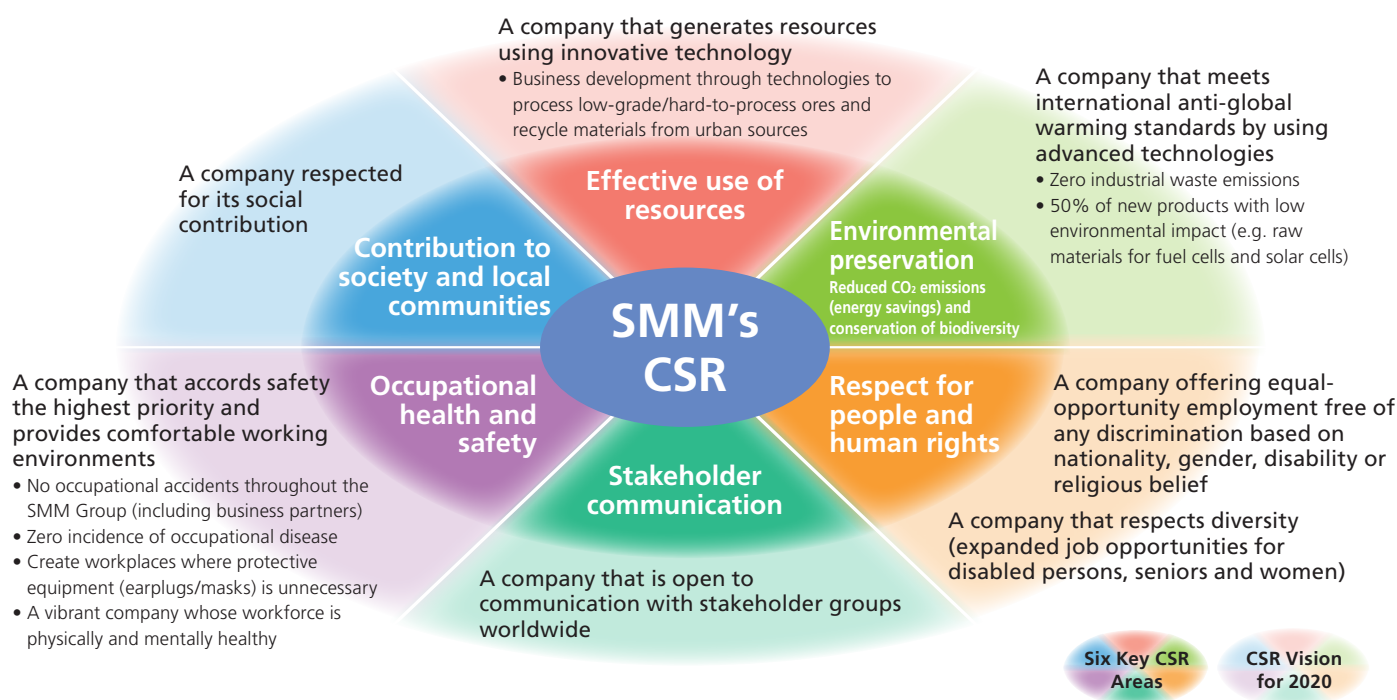 A company that generates resources
using innovative technology
• Business development through technologies to
process low-grade/hard-to-process ores and
recycle materials from urban sources
A company that meets
international anti-global
warming standards by using
advanced technologies
• Zero industrial waste emissions
• 50% of new products with low
environmental impact (e.g. raw
materials for fuel cells and solar cells)
A company respected
for its social
contribution
Effective use of
resources
Contribution to
society and local
communities
Environmental
preservation
Reduced CO₂ emissions
(energy savings) and
conservation of biodiversity
SMM's
CSR
A company that accords safety
the highest priority and
provides comfortable working
environments
• No occupational accidents throughout the
SMM Group (including business partners)
• Zero incidence of occupational disease
• Create workplaces where protective
equipment (earplugs/masks) is unnecessary
• A vibrant company whose workforce is
physically and mentally healthy
Occupational
health and
safety
Respect for
people and
human rights
A company offering equal-
opportunity employment free of
any discrimination based on
nationality, gender, disability or
religious belief
A company that respects diversity
(expanded job opportunities for
disabled persons, seniors and women)
Stakeholder
communication
A company that is open to
communication with stakeholder groups
worldwide
Six Key CSR
Areas
CSR Vision
for 2020